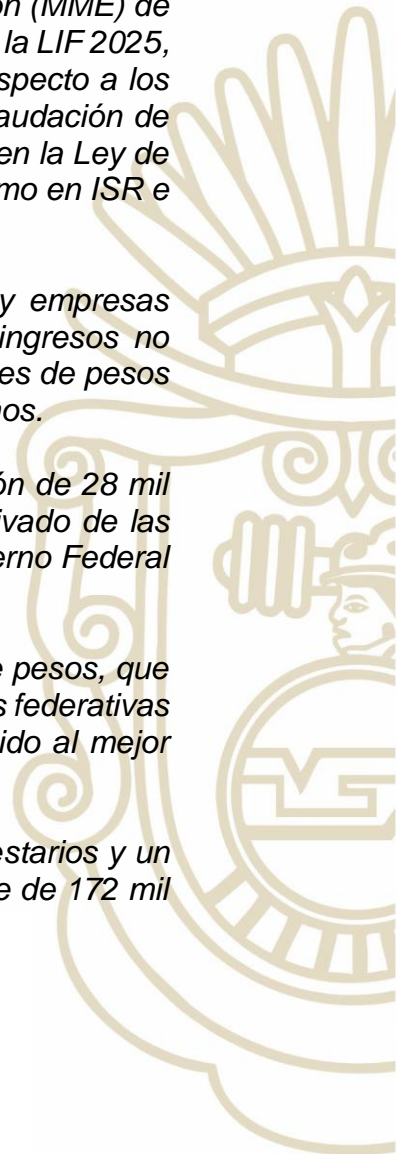 ón (MME) de
la LIF 2025,
specto a los
audación de
en la Ley de
mo en ISR e
y empresas
ingresos no
es de pesos
nos.
ón de 28 mil
ivado de las
erno Federal
e pesos, que
s federativas
ido al mejor
estarios y un
e de 172 mil